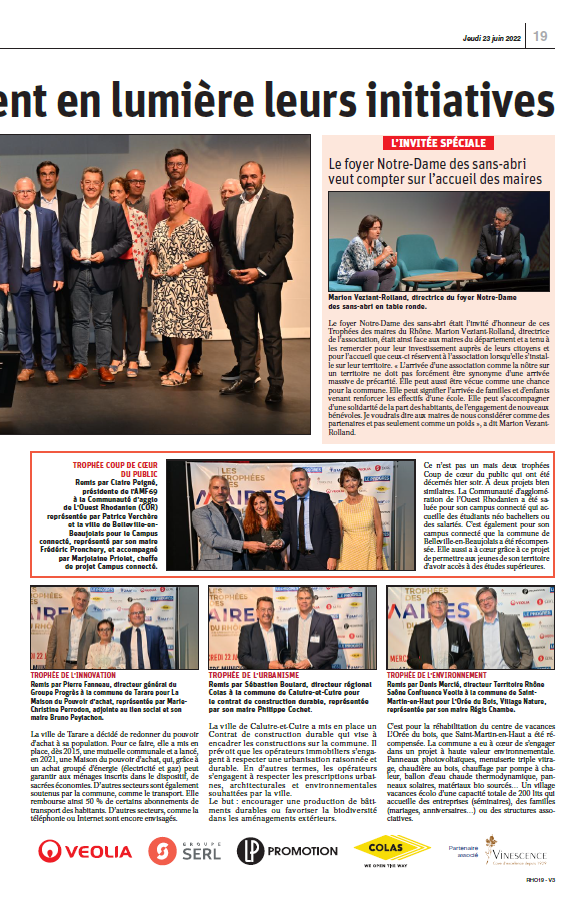 Jeudi 23 juin 2022 19
ent en lumière leurs initiatives
L'INVITÉE SPÉCIALE
Le foyer Notre-Dame des sans-abri
veut compter sur l'accueil des maires
Marion Veziant-Rolland, directrice du foyer Notre-Dame
des sans-abri en table ronde.
Le foyer Notre-Dame des sans-abri était l'invité d'honneur de ces
Trophées des maires du Rhône. Marion Veziant-Rolland, directrice
de l'association, était ainsi face aux maires du département et a tenu à
les remercier pour leur investissement auprès de leurs citoyens et
pour l'accueil que ceux-ci réservent à l'association lorsqu'elle s'instal-
le sur leur territoire. « L'arrivée d'une association comme la nôtre sur
un territoire ne doit pas forcément être synonyme d'une arrivée
massive de précarité. Elle peut aussi être vécue comme une chance
pour la commune. Elle peut signifier l'arrivée de familles et d'enfants
venant renforcer les effectifs d'une école. Elle peut s'accompagner
d'une solidarité de la part des habitants, de l'engagement de nouveaux
bénévoles. Je voudrais dire aux maires de nous considérer comme des
partenaires et pas seulement comme un poids », a dit Marion Vezant-
Rolland.
TROPHÉE COUP DE CŒUR
DU PUBLIC
Remis par Claire Peigné,
présidente de l'AMF69
à la Communauté d'agglo
de L'Ouest Rhodanien (COR)
représentée par Patrice Verchère
et la ville de Belleville-en-
Beaujolais pour le Campus
connecté, représenté par son maire
Frédéric Pronchery, et accompagné
par Marjolaine Priolet, cheffe
de projet Campus connecté.
LES
TROPHÉES
DES
MAIRES
Ce n'est pas un mais deux trophées
Coup de cœur du public qui ont été
décernés hier soir. À deux projets bien
similaires. La Communauté d'agglomé-
ration de l'Ouest Rhodanien a été sa-
luée pour son campus connecté qui ac-
cueille des étudiants néo bacheliers ou
des salariés. C'est également pour son
campus connecté que la commune de
Belleville-en-Beaujolais a été récompen-
sée. Elle aussi a à cœur grâce à ce projet
de permettre aux jeunes de son territoire
d'avoir accès à des études supérieures.
TROPHÉE DE L'INNOVATION
Remis par Pierre Fanneau, directeur général du
Groupe Progrès à la commune de Tarare pour La
Maison du Pouvoir d'achat, représentée par Marie-
Christine Perrodon, adjointe au lien social et son
maire Bruno Peylachon.
La ville de Tarare a décidé de redonner du pouvoir
d'achat à sa population. Pour ce faire, elle a mis en
place, dès 2015, une mutuelle communale et a lancé,
en 2021, une Maison du pouvoir d'achat, qui, grâce à
un achat groupé d'énergie (électricité et gaz) peut
garantir aux ménages inscrits dans le dispositif, de
sacrées économies. D'autres secteurs sont également
soutenus par la commune, comme le transport. Elle
rembourse ainsi 50 % de certains abonnements de
transport des habitants. D'autres secteurs, comme la
téléphonie ou Internet sont encore envisagés.
TROPHÉE DE L'URBANISME
Remis par Sébastien Boulard, directeur régional
Colas à la commune de Caluire-et-Cuire pour
le contrat de construction durable, représentée
par son maire Philippe Cochet.
La ville de Caluire-et-Cuire a mis en place un
Contrat de construction durable qui vise à
encadrer les constructions sur la commune. Il
prévoit que les opérateurs immobiliers s'enga-
gent à respecter une urbanisation raisonnée et
durable. En d'autres termes, les opérateurs
s'engagent à respecter les prescriptions urbai-
nes, architecturales et environnementales
souhaitées par la ville.
Le but : encourager une production de bâti-
ments durables ou favoriser la biodiversité
dans les aménagements extérieurs.
TROPHÉE DE L'ENVIRONNEMENT
Remis par Denis Mercié, directeur Territoire Rhône
Saône Confluence Veolia à la commune de Saint-
Martin-en-Haut pour L'Orée du Bois, Village Nature,
représentée par son maire Régis Chambe.
C'est pour la réhabilitation du centre de vacances
L'Orée du bois, que Saint-Martin-en-Haut a été ré-
compensée. La commune a eu à cœur de s'engager
dans un projet à haute valeur environnementale.
Panneaux photovoltaïques, menuiserie triple vitra-
ge, chaudière au bois, chauffage par pompe à cha-
leur, ballon d'eau chaude thermodynamique, pan-
neaux solaires, matériaux bio sourcés... Un village
vacances école d'une capacité totale de 200 lits qui
accueille des entreprises (séminaires), des familles
(mariages, anniversaires...) ou des structures asso-
ciatives.
VEOLIA
GROUPE
SERL
LP PROMOTION
COLAS
WE OPEN THE WAY
Partenaire
associé
VINESCENCE
RHO19 - V3